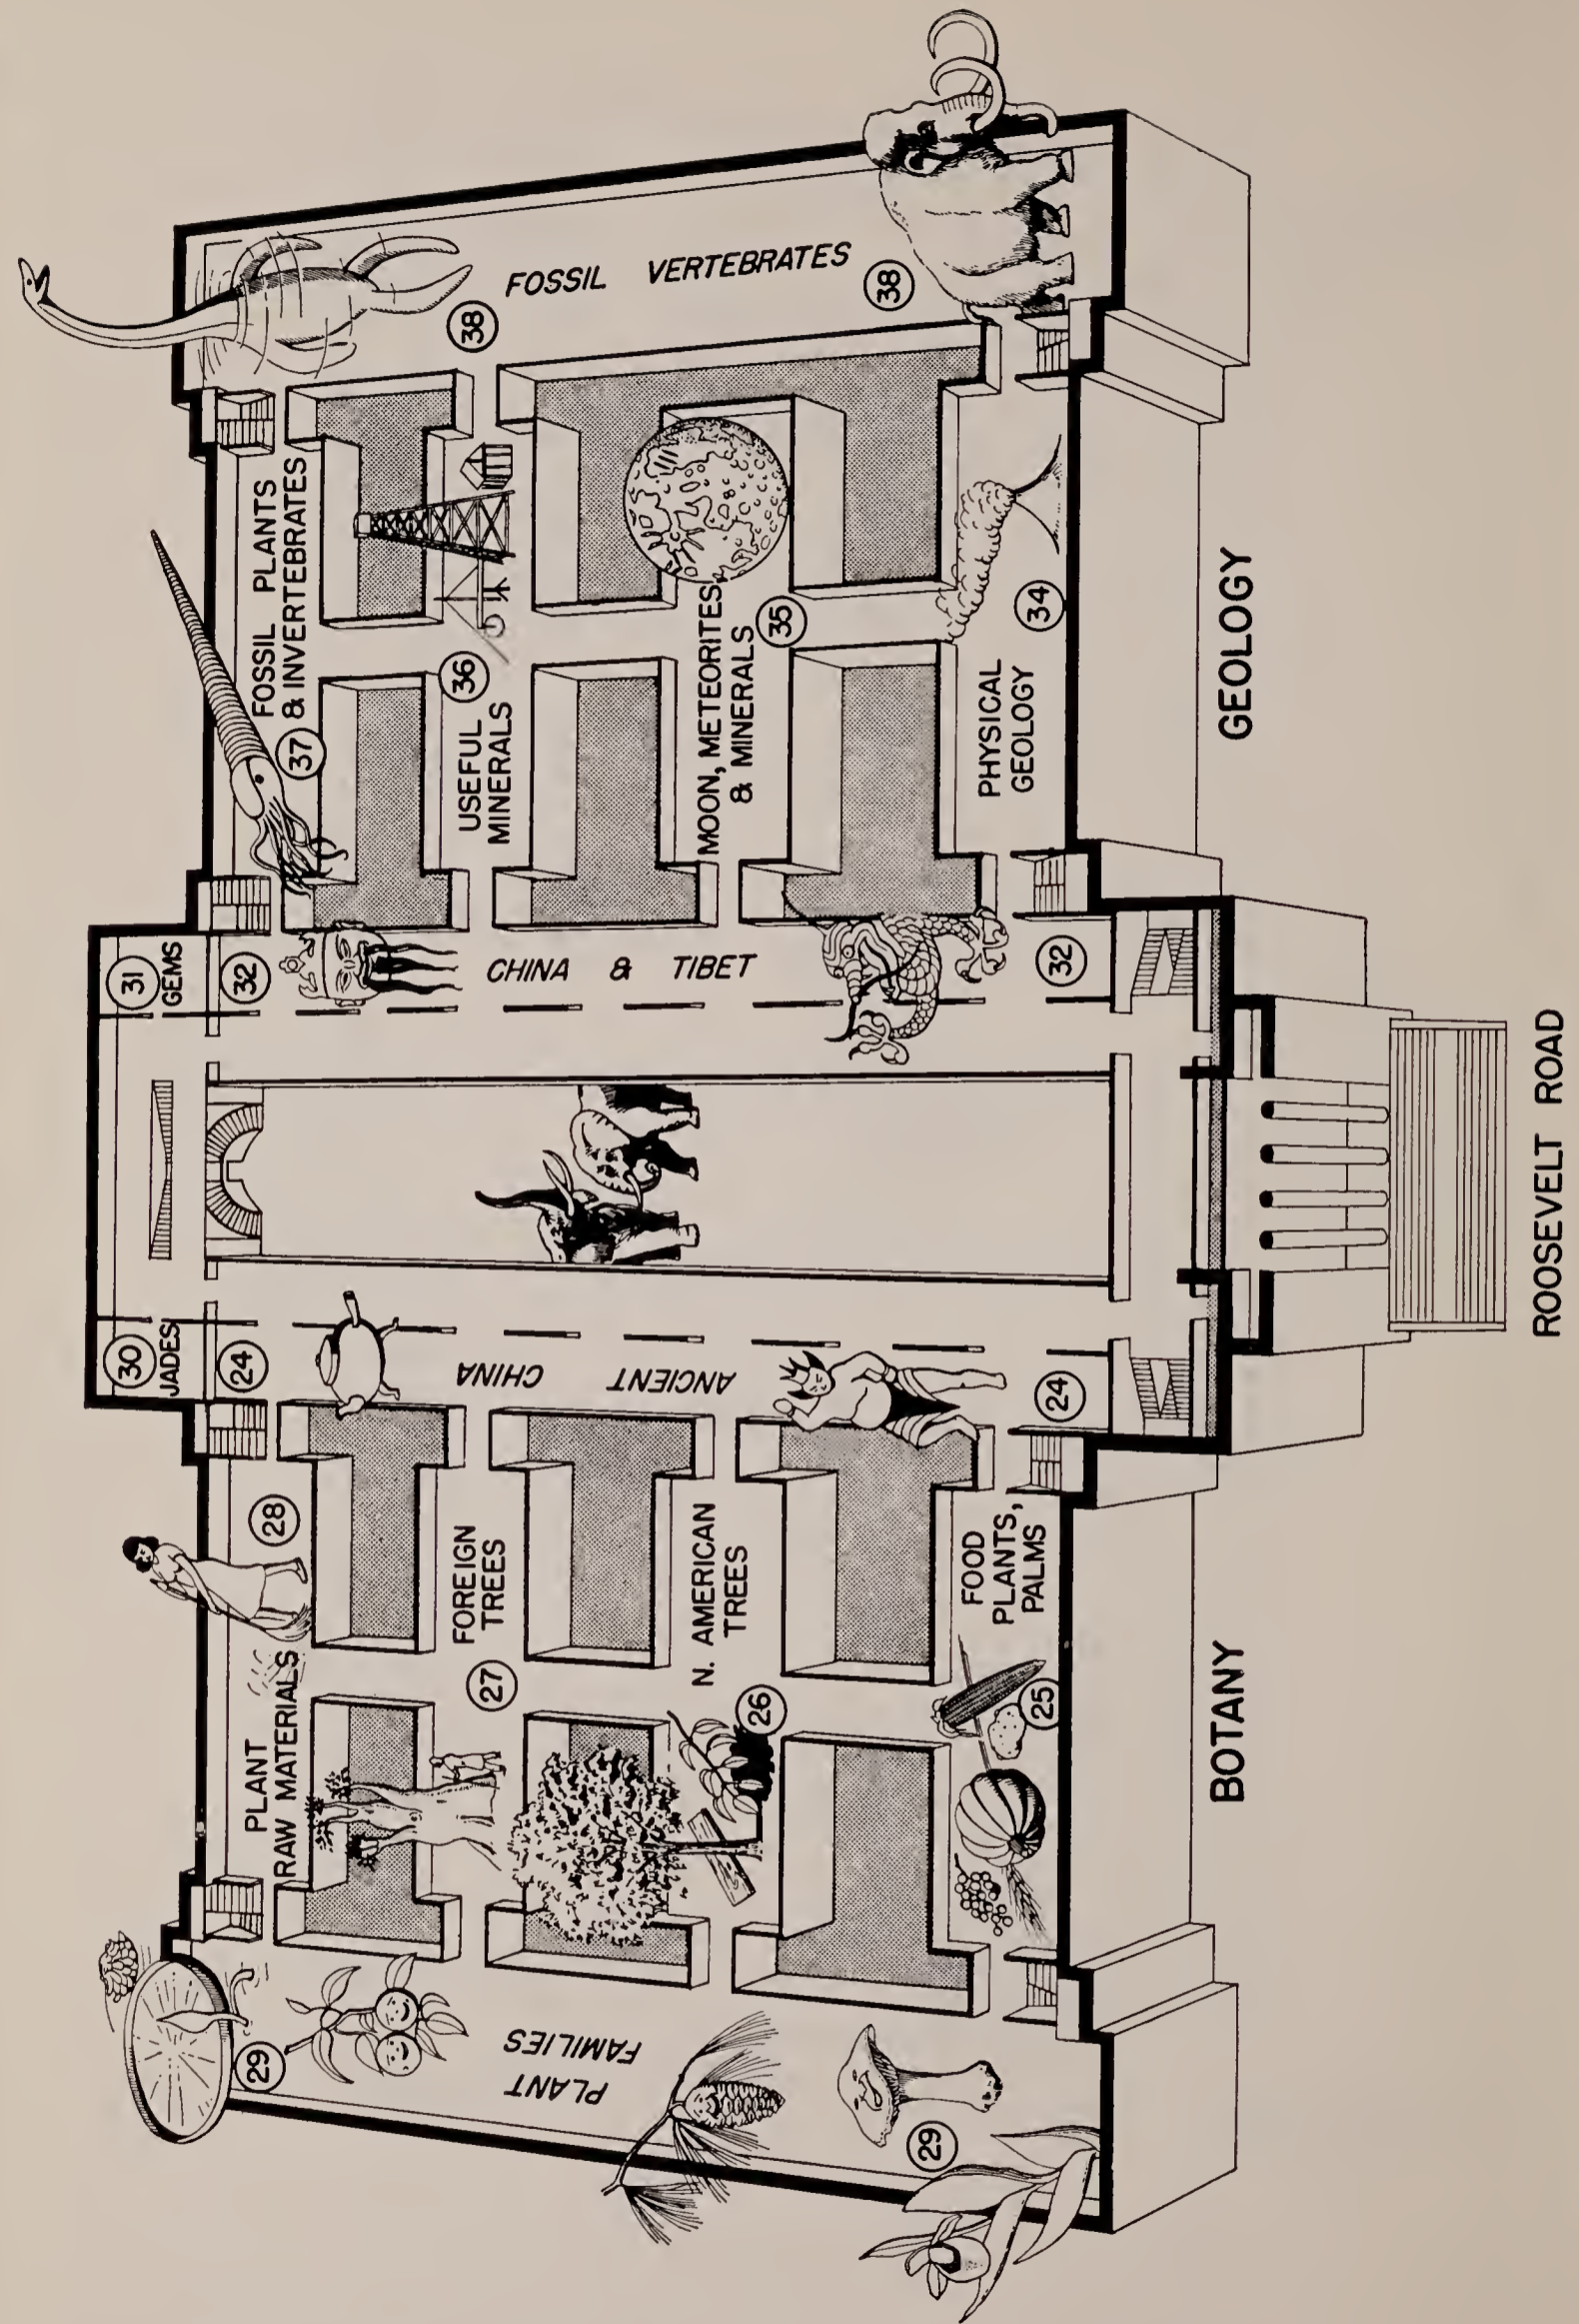 30
JADES
31
GEMS
29
PLANT
RAW MATERIALS
28
24
32
37
FOSSIL PLANTS
& INVERTEBRATES
27
FOREIGN
TREES
USEFUL
MINERALS
36
38
PLANT
FAMILIES
ANCIENT
CHINA
CHINA & TIBET
FOSSIL VERTEBRATES
26
N. AMERICAN
TREES
MOON, METEORITES
& MINERALS
35
38
29
25
FOOD
PLANTS,
PALMS
24
32
PHYSICAL
GEOLOGY
34
BOTANY
GEOLOGY
ROOSEVELT ROAD